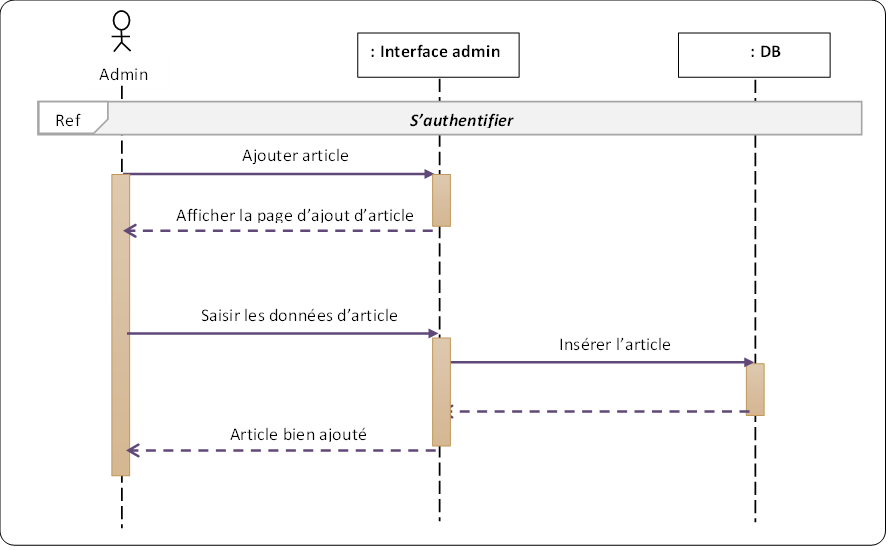 Admin
: Interface admin
: DB
Ref
S'authentifier
Ajouter article
Afficher la page d'ajout d'article
Saisir les données d'article
Insérer l'article
Article bien ajouté